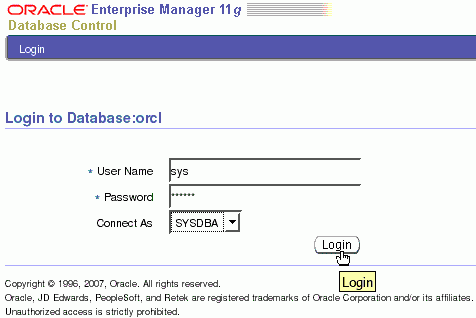 ORACLE Enterprise Manager 11g
Database Control
Login
Login to Database:orcl
* User Name sys
* Password ******
Connect As SYSDBA
Login
Login
Copyright © 1996, 2007, Oracle. All rights reserved.
Oracle, JD Edwards, PeopleSoft, and Retek are registered trademarks of Oracle Corporation and/or its affiliates.
Unauthorized access is strictly prohibited.